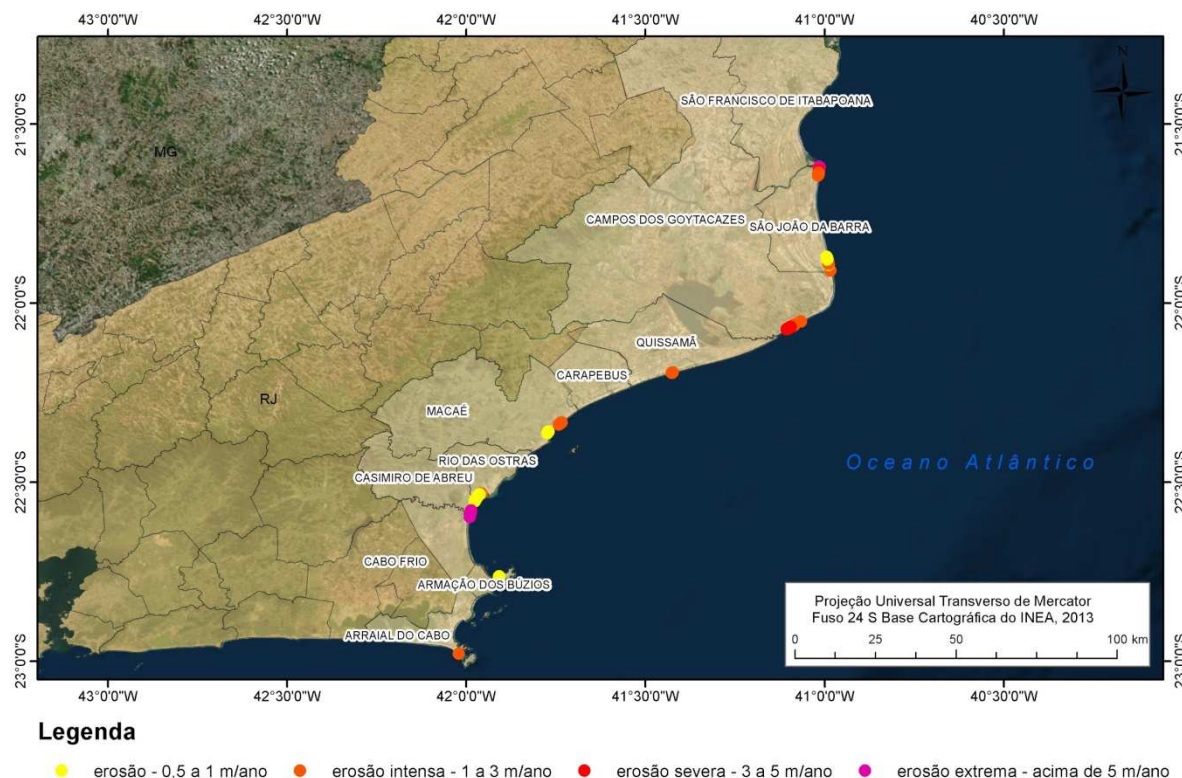 43°0'0"W 42°30'0"W 42°0'0"W 41°30'0"W 41°0'0"W 40°30'0"W
N
SÃO FRANCISCO DE ITABAPOANA
21°30'0"S 21°30'0"S
MG
CAMPOS DOS GOYTACAZES
SÃO JOÃO DA BARRA
22°0'0"S 22°0'0"S
QUISSAMÃ
CARAPEBUS
RJ
MACAÉ
RIO DAS OSTRAS
Oceano Atlântico
CASIMIRO DE ABREU
22°30'0"S 22°30'0"S
CABO FRIO
ARMAÇÃO DOS BÚZIOS
Projeção Universal Transverso de Mercator
Fuso 24 S Base Cartográfica do INEA, 2013
0 25 50 100 km
ARRAIAL DO CABO
23°0'0"S 23°0'0"S
43°0'0"W 42°30'0"W 42°0'0"W 41°30'0"W 41°0'0"W 40°30'0"W
Legenda
erosão - 0,5 a 1 m/ano erosão intensa - 1 a 3 m/ano erosão severa - 3 a 5 m/ano erosão extrema - acima de 5 m/ano